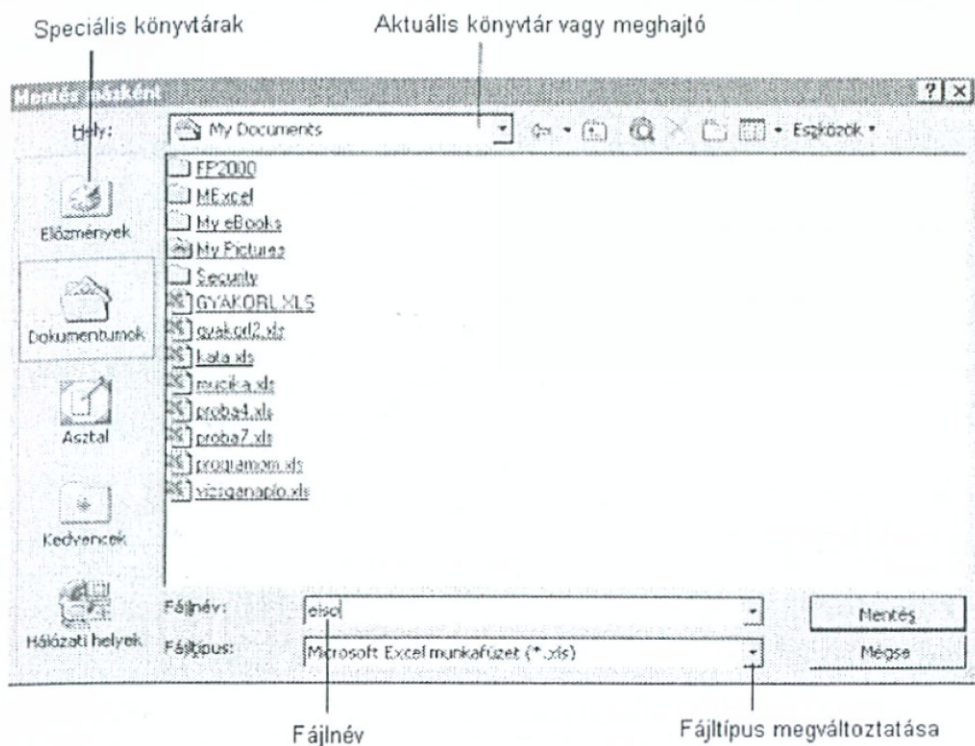 Speciális könyvtárak
Aktuális könyvtár vagy meghajtó
Mentés másként
Hely:
My Documents
Eszközök
FP2000
MExcel
My eBooks
My Pictures
Security
GYAKORL.XLS
gyakorl2.xls
kata.xls
mucika.xls
proba4.xls
proba7.xls
programom.xls
vizsganaplo.xls
Előzmények
Dokumentumok
Asztal
Kedvencek
Hálózati helyek
Fájlnév:
elso
Mentés
Fájltípus:
Microsoft Excel munkafüzet (*.xls)
Mégse
Fájlnév
Fájltípus megváltoztatása